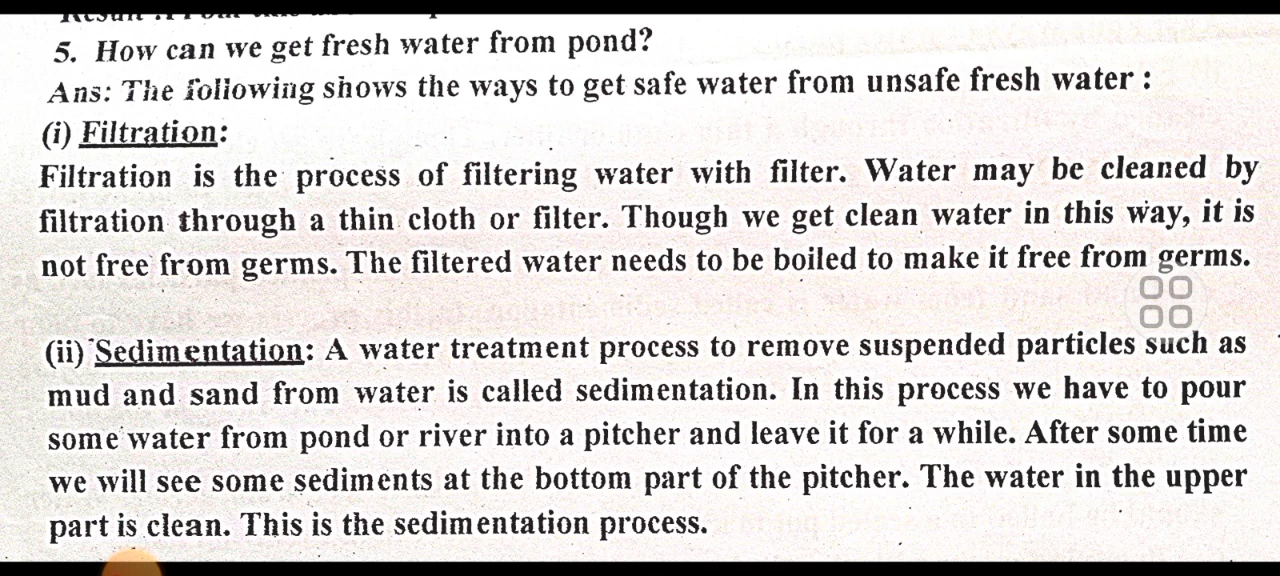 5. How can we get fresh water from pond?
Ans: The following shows the ways to get safe water from unsafe fresh water :
(i) Filtration:
Filtration is the process of filtering water with filter. Water may be cleaned by
filtration through a thin cloth or filter. Though we get clean water in this way, it is
not free from germs. The filtered water needs to be boiled to make it free from germs.
(ii) Sedimentation: A water treatment process to remove suspended particles such as
mud and sand from water is called sedimentation. In this process we have to pour
some water from pond or river into a pitcher and leave it for a while. After some time
we will see some sediments at the bottom part of the pitcher. The water in the upper
part is clean. This is the sedimentation process.